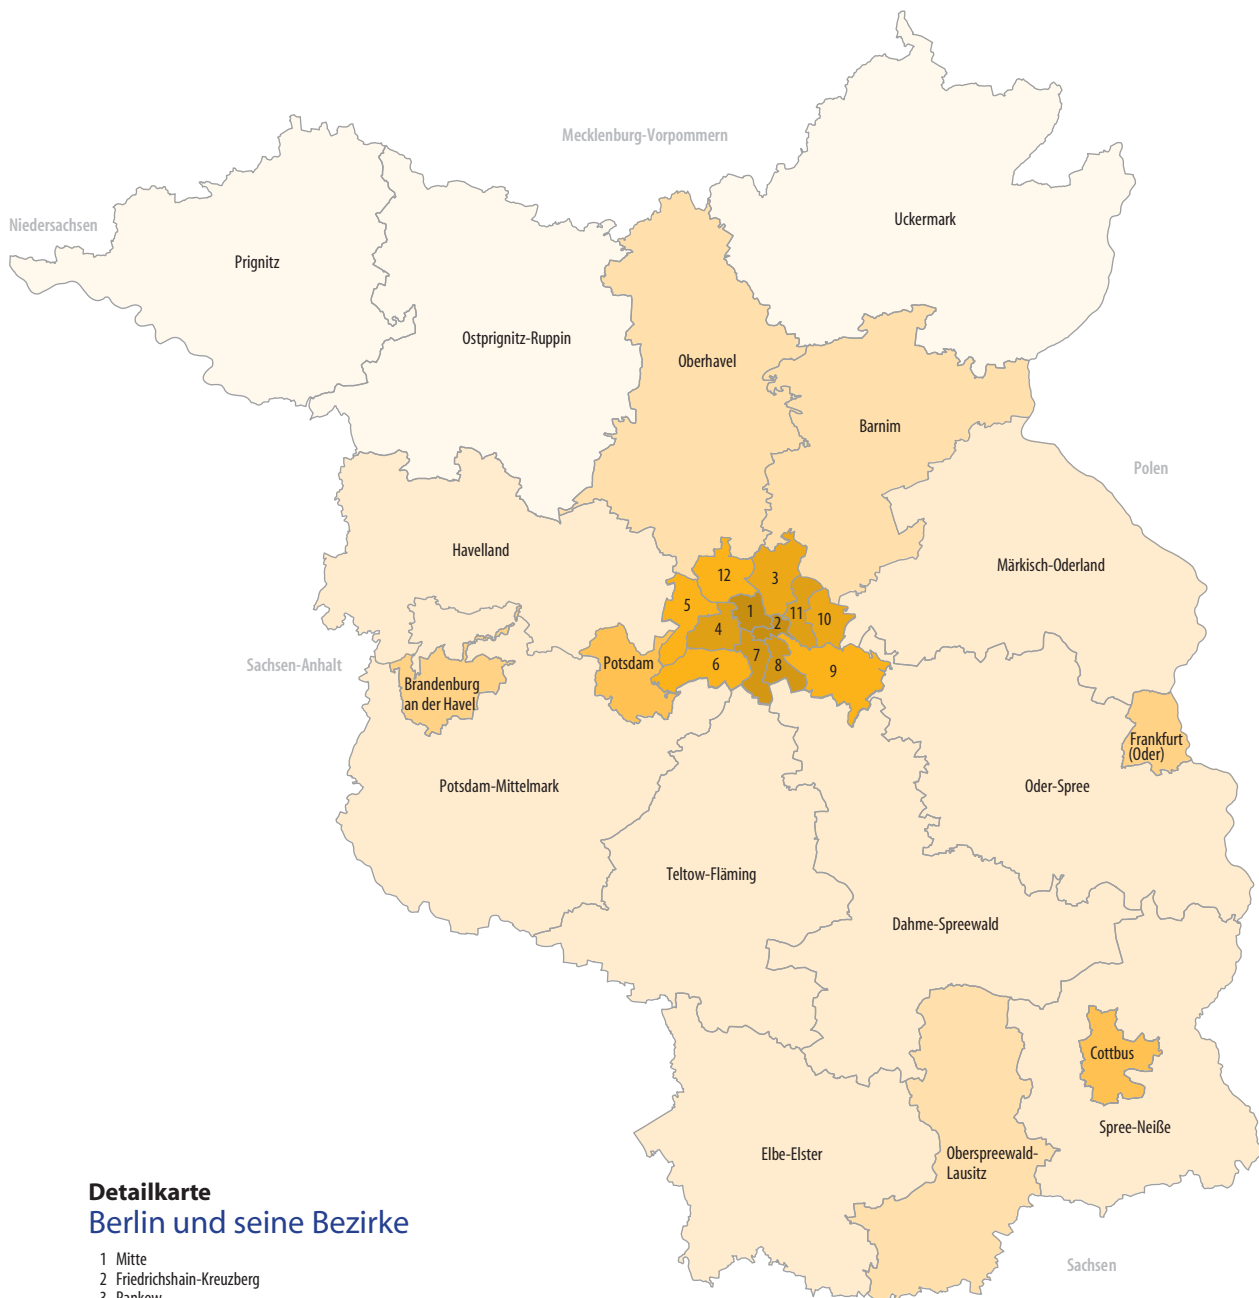 Mecklenburg-Vorpommern
Niedersachsen
Uckermark
Prignitz
Ostprignitz-Ruppin
Oberhavel
Barnim
Polen
Havelland
Märkisch-Oderland
12
3
5
1
11
10
2
4
7
6
8
9
Sachsen-Anhalt
Potsdam
Brandenburg
an der Havel
Frankfurt
(Oder)
Potsdam-Mittelmark
Oder-Spree
Teltow-Fläming
Dahme-Spreewald
Cottbus
Spree-Neiße
Elbe-Elster
Oberspreewald-
Lausitz
Sachsen
Detailkarte
Berlin und seine Bezirke
1 Mitte
2 Friedrichshain-Kreuzberg
3 Pankow